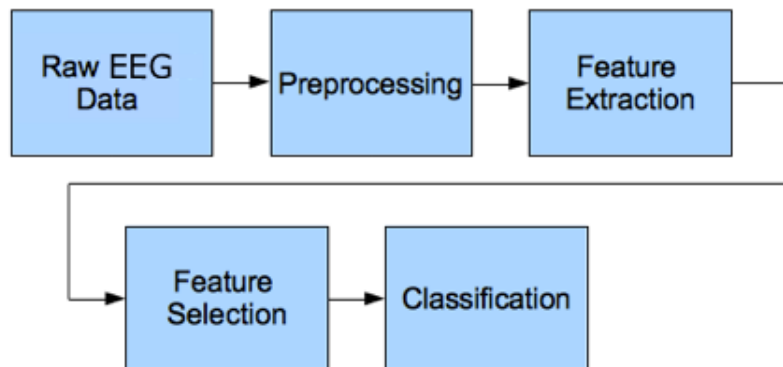 Raw EEG
Data
Preprocessing
Feature
Extraction
Feature
Selection
Classification